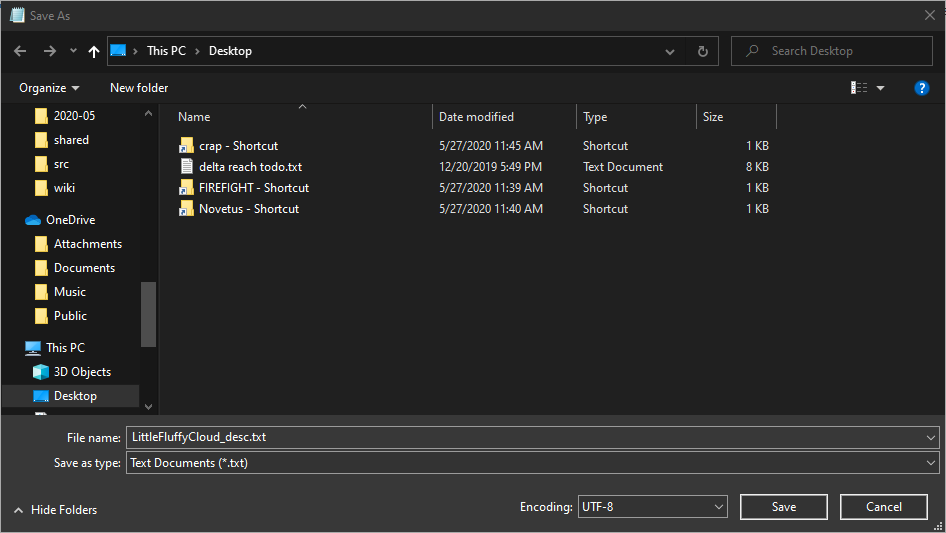 Save As
This PC
Desktop
Search Desktop
Organize
New folder
?
2020-05
shared
src
wiki
OneDrive
Attachments
Documents
Music
Public
This PC
3D Objects
Desktop
Name Date modified Type Size
crap - Shortcut 5/27/2020 11:45 AM Shortcut 1 KB
delta reach todo.txt 12/20/2019 5:49 PM Text Document 8 KB
FIREFIGHT - Shortcut 5/27/2020 11:39 AM Shortcut 1 KB
Novetus - Shortcut 5/27/2020 11:40 AM Shortcut 1 KB
File name: LittleFluffyCloud_desc.txt
Save as type: Text Documents (*.txt)
Hide Folders
Encoding: UTF-8
Save
Cancel